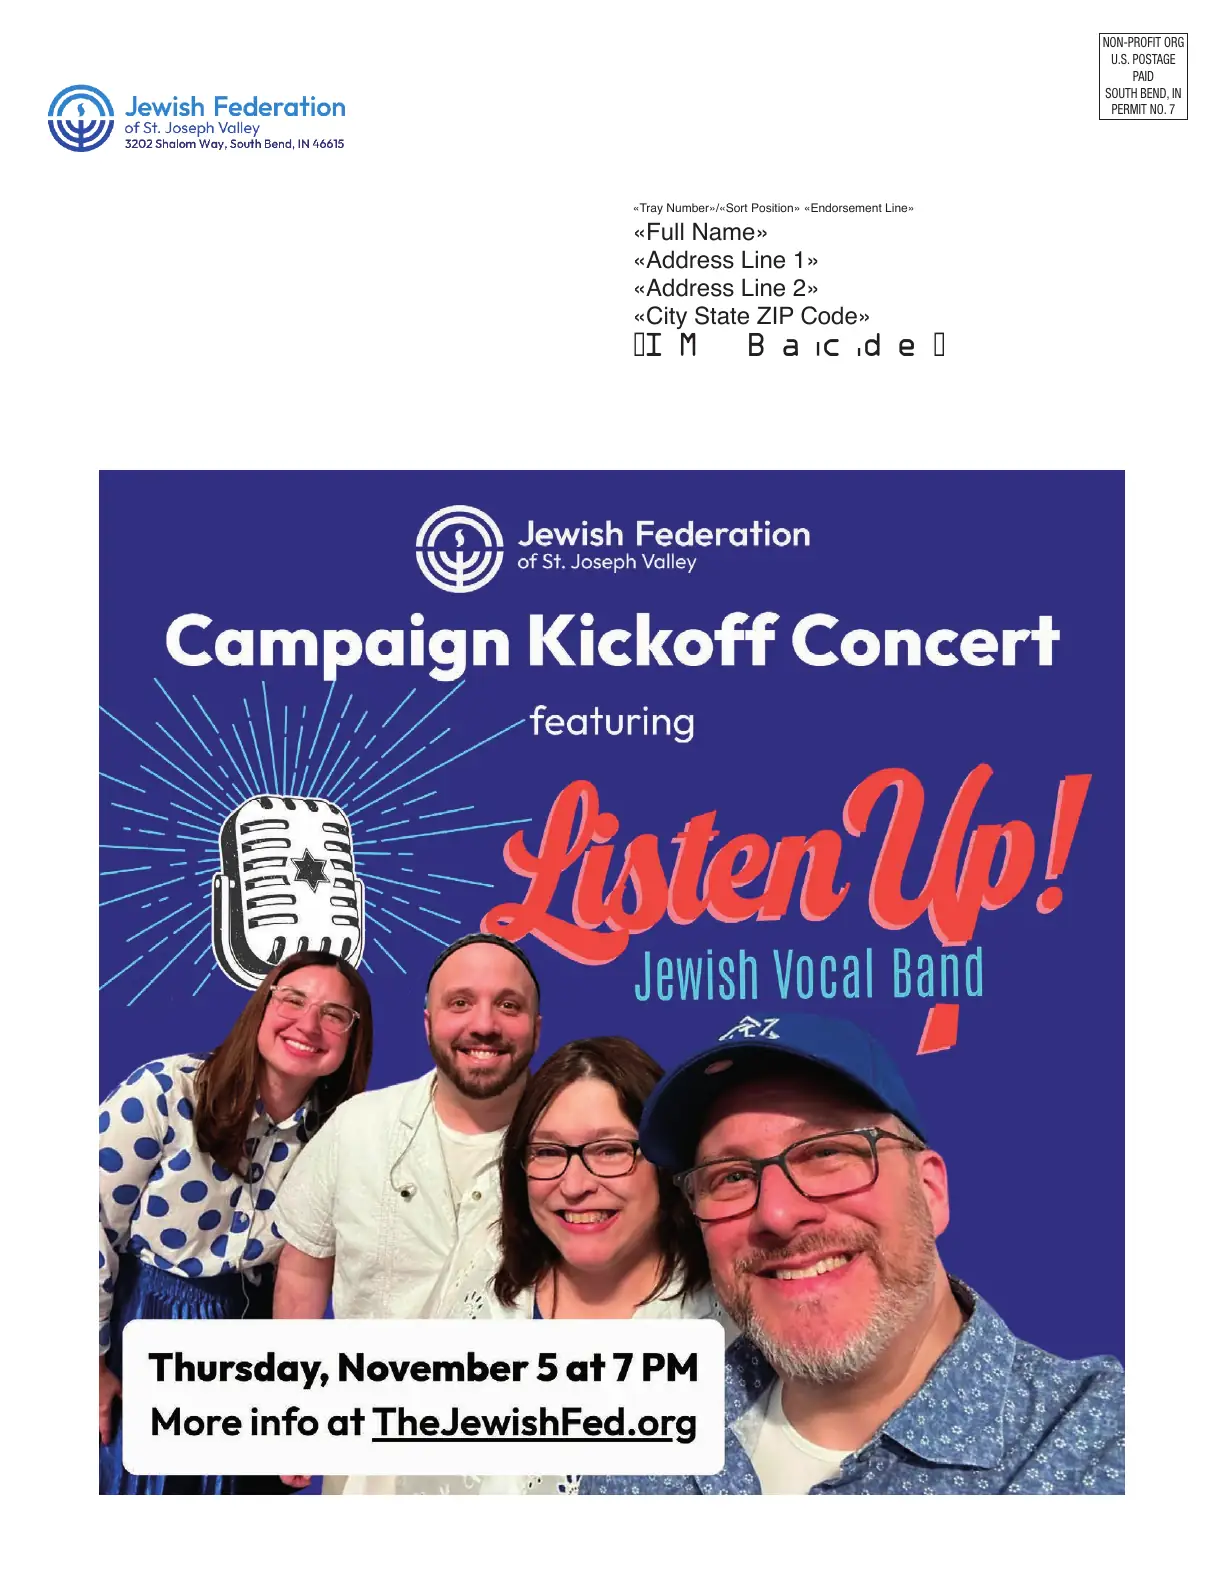 NON-PROFIT ORG
U.S. POSTAGE
PAID
SOUTH BEND, IN
PERMIT NO. 7
Jewish Federation
of St. Joseph Valley
3202 Shalom Way, South Bend, IN 46615
«Tray Number»/«Sort Position» «Endorsement Line»
«Full Name»
«Address Line 1»
«Address Line 2»
«City State ZIP Code»
IM Barcode
Jewish Federation
of St. Joseph Valley
Campaign Kickoff Concert
featuring
Listen Up!
Jewish Vocal Band
Thursday, November 5 at 7 PM
More info at TheJewishFed.org